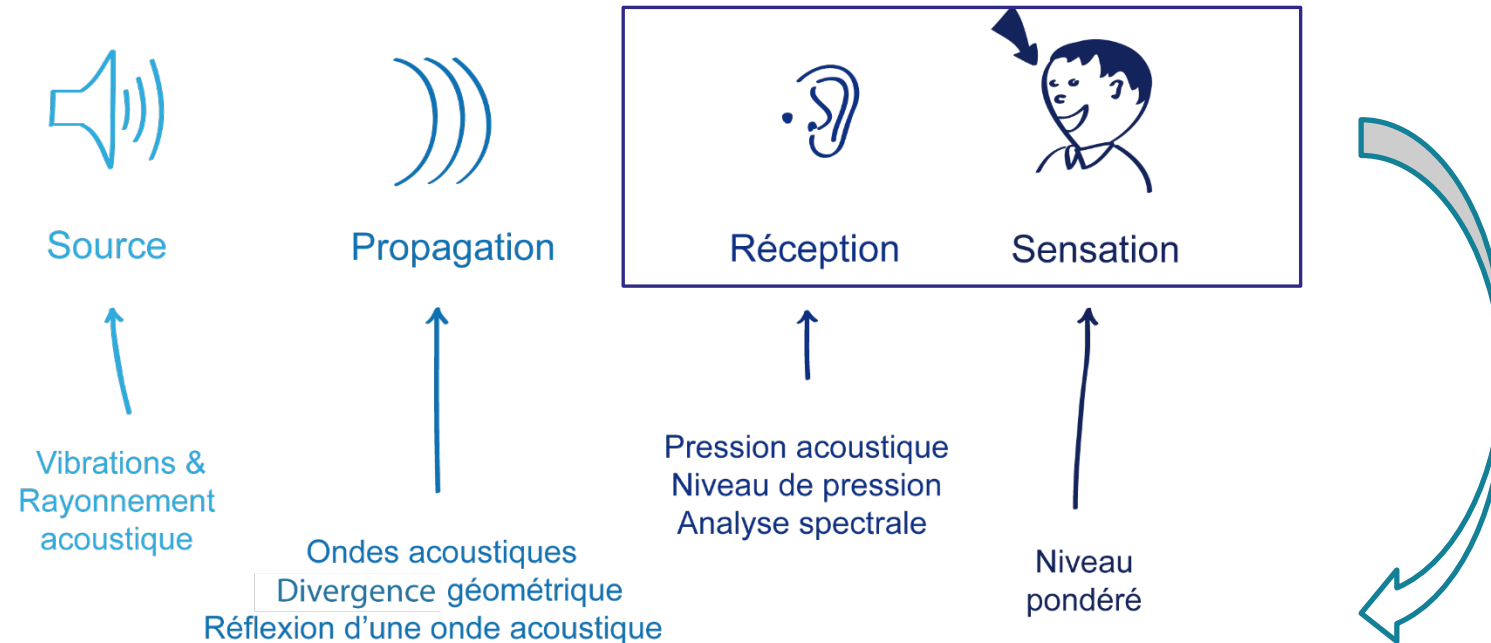 Source
Propagation
Réception
Sensation
Vibrations &
Rayonnement
acoustique
Ondes acoustiques
Divergence géométrique
Réflexion d'une onde acoustique
Pression acoustique
Niveau de pression
Analyse spectrale
Niveau
pondéré